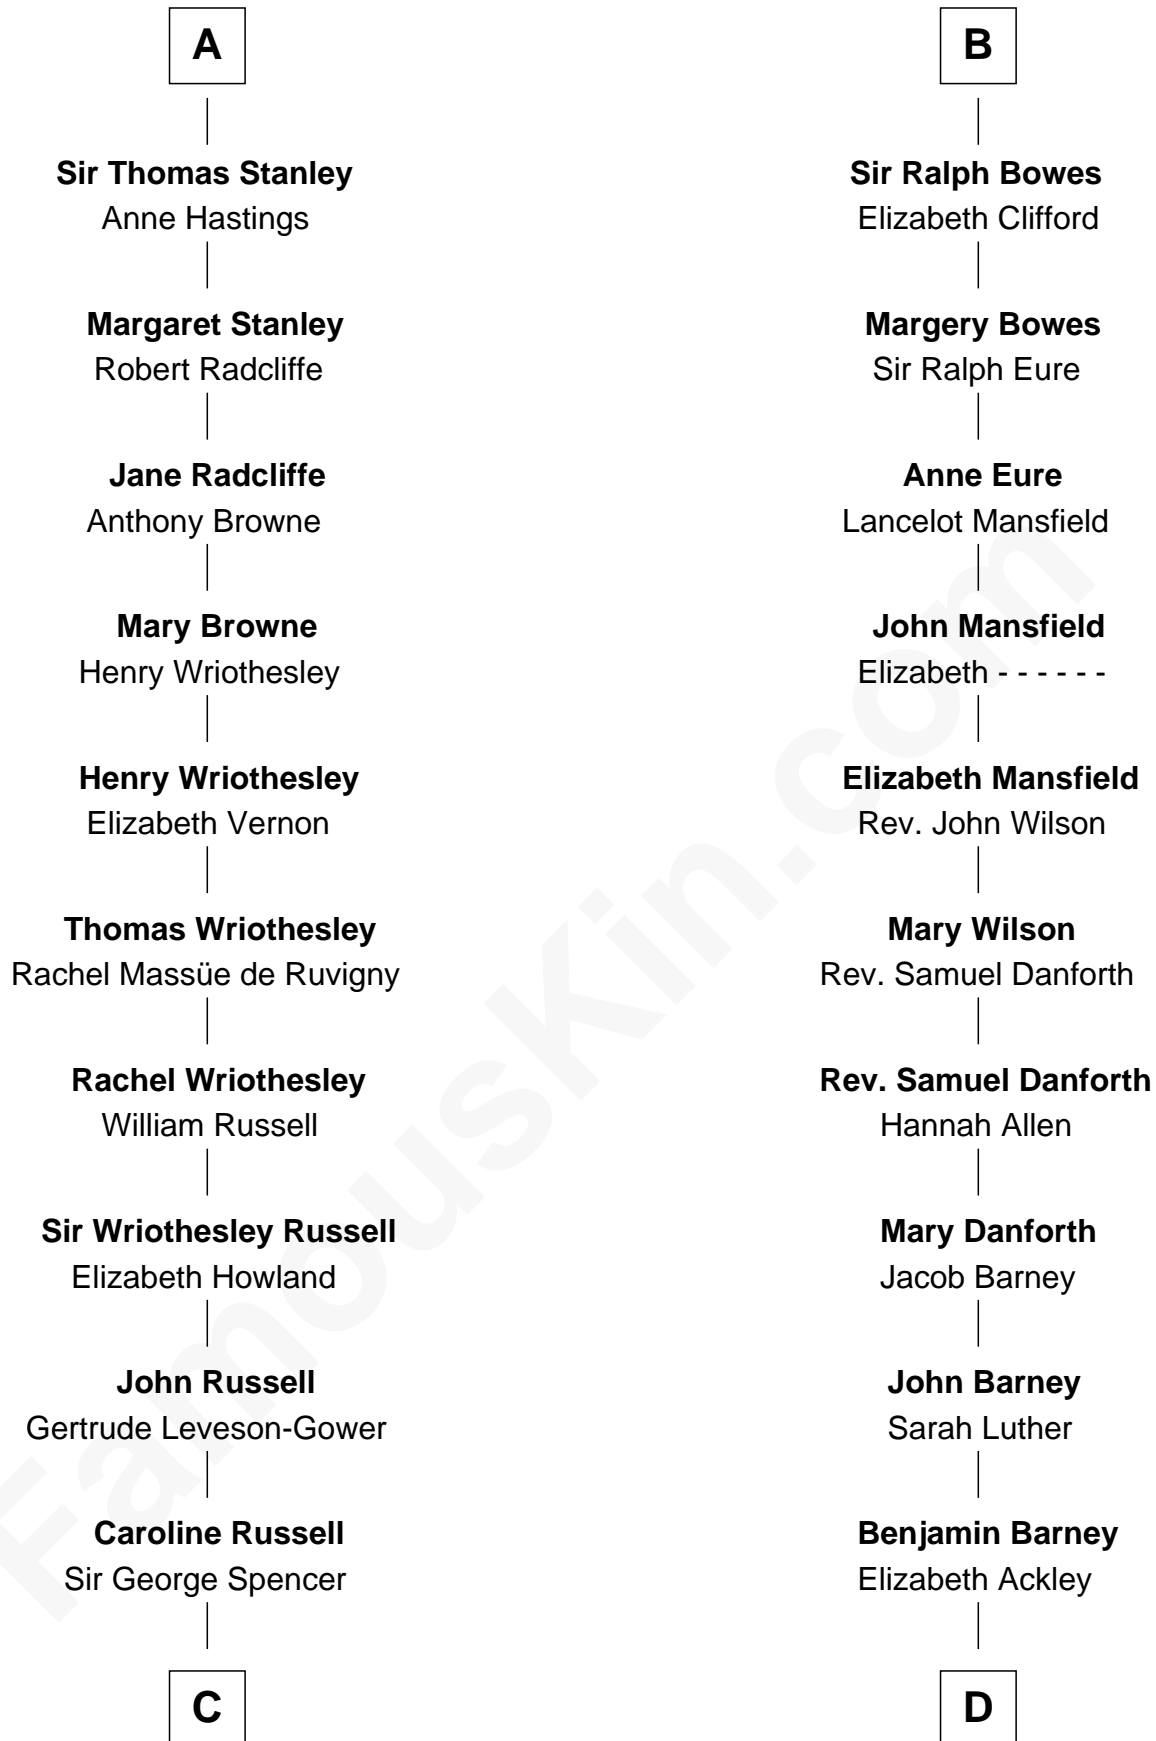 A
Sir Thomas Stanley
Anne Hastings
Margaret Stanley
Robert Radcliffe
Jane Radcliffe
Anthony Browne
Mary Browne
Henry Wriothesley
Henry Wriothesley
Elizabeth Vernon
Thomas Wriothesley
Rachel Massüe de Ruvigny
Rachel Wriothesley
William Russell
Sir Wriothesley Russell
Elizabeth Howland
John Russell
Gertrude Leveson-Gower
Caroline Russell
Sir George Spencer
C
B
Sir Ralph Bowes
Elizabeth Clifford
Margery Bowes
Sir Ralph Eure
Anne Eure
Lancelot Mansfield
John Mansfield
Elizabeth - - - - - -
Elizabeth Mansfield
Rev. John Wilson
Mary Wilson
Rev. Samuel Danforth
Rev. Samuel Danforth
Hannah Allen
Mary Danforth
Jacob Barney
John Barney
Sarah Luther
Benjamin Barney
Elizabeth Ackley
D
FamousKin.com